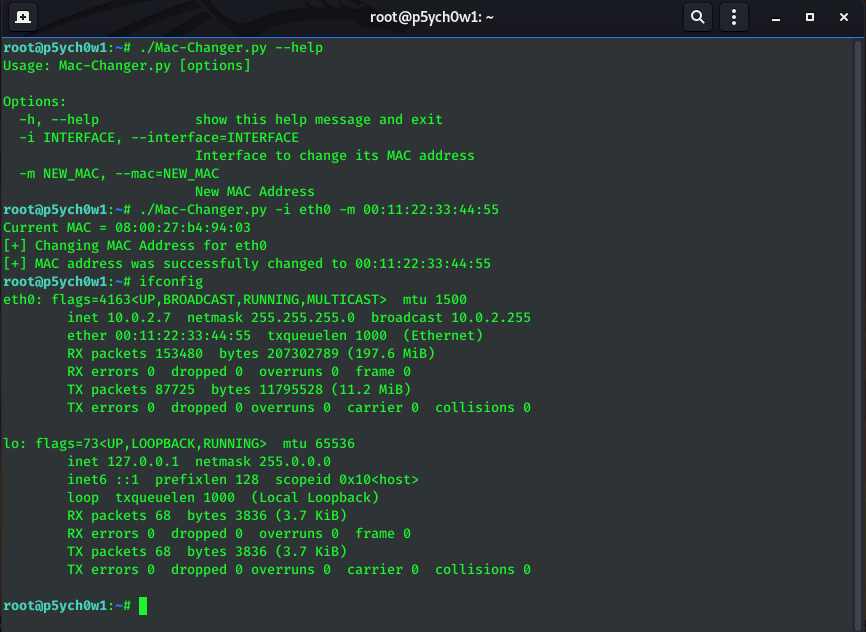 root@p5ych0w1: ~
root@p5ych0w1:~# ./Mac-Changer.py --help
Usage: Mac-Changer.py [options]
Options:
-h, --help            show this help message and exit
-i INTERFACE, --interface=INTERFACE
Interface to change its MAC address
-m NEW_MAC, --mac=NEW_MAC
New MAC Address
root@p5ych0w1:~# ./Mac-Changer.py -i eth0 -m 00:11:22:33:44:55
Current MAC = 08:00:27:b4:94:03
[+] Changing MAC Address for eth0
[+] MAC address was successfully changed to 00:11:22:33:44:55
root@p5ych0w1:~# ifconfig
eth0: flags=4163<UP,BROADCAST,RUNNING,MULTICAST>  mtu 1500
inet 10.0.2.7  netmask 255.255.255.0  broadcast 10.0.2.255
ether 00:11:22:33:44:55  txqueuelen 1000  (Ethernet)
RX packets 153480  bytes 207302789 (197.6 MiB)
RX errors 0  dropped 0  overruns 0  frame 0
TX packets 87725  bytes 11795528 (11.2 MiB)
TX errors 0  dropped 0 overruns 0  carrier 0  collisions 0
lo: flags=73<UP,LOOPBACK,RUNNING>  mtu 65536
inet 127.0.0.1  netmask 255.0.0.0
inet6 ::1  prefixlen 128  scopeid 0x10<host>
loop  txqueuelen 1000  (Local Loopback)
RX packets 68  bytes 3836 (3.7 KiB)
RX errors 0  dropped 0  overruns 0  frame 0
TX packets 68  bytes 3836 (3.7 KiB)
TX errors 0  dropped 0 overruns 0  carrier 0  collisions 0
root@p5ych0w1:~#